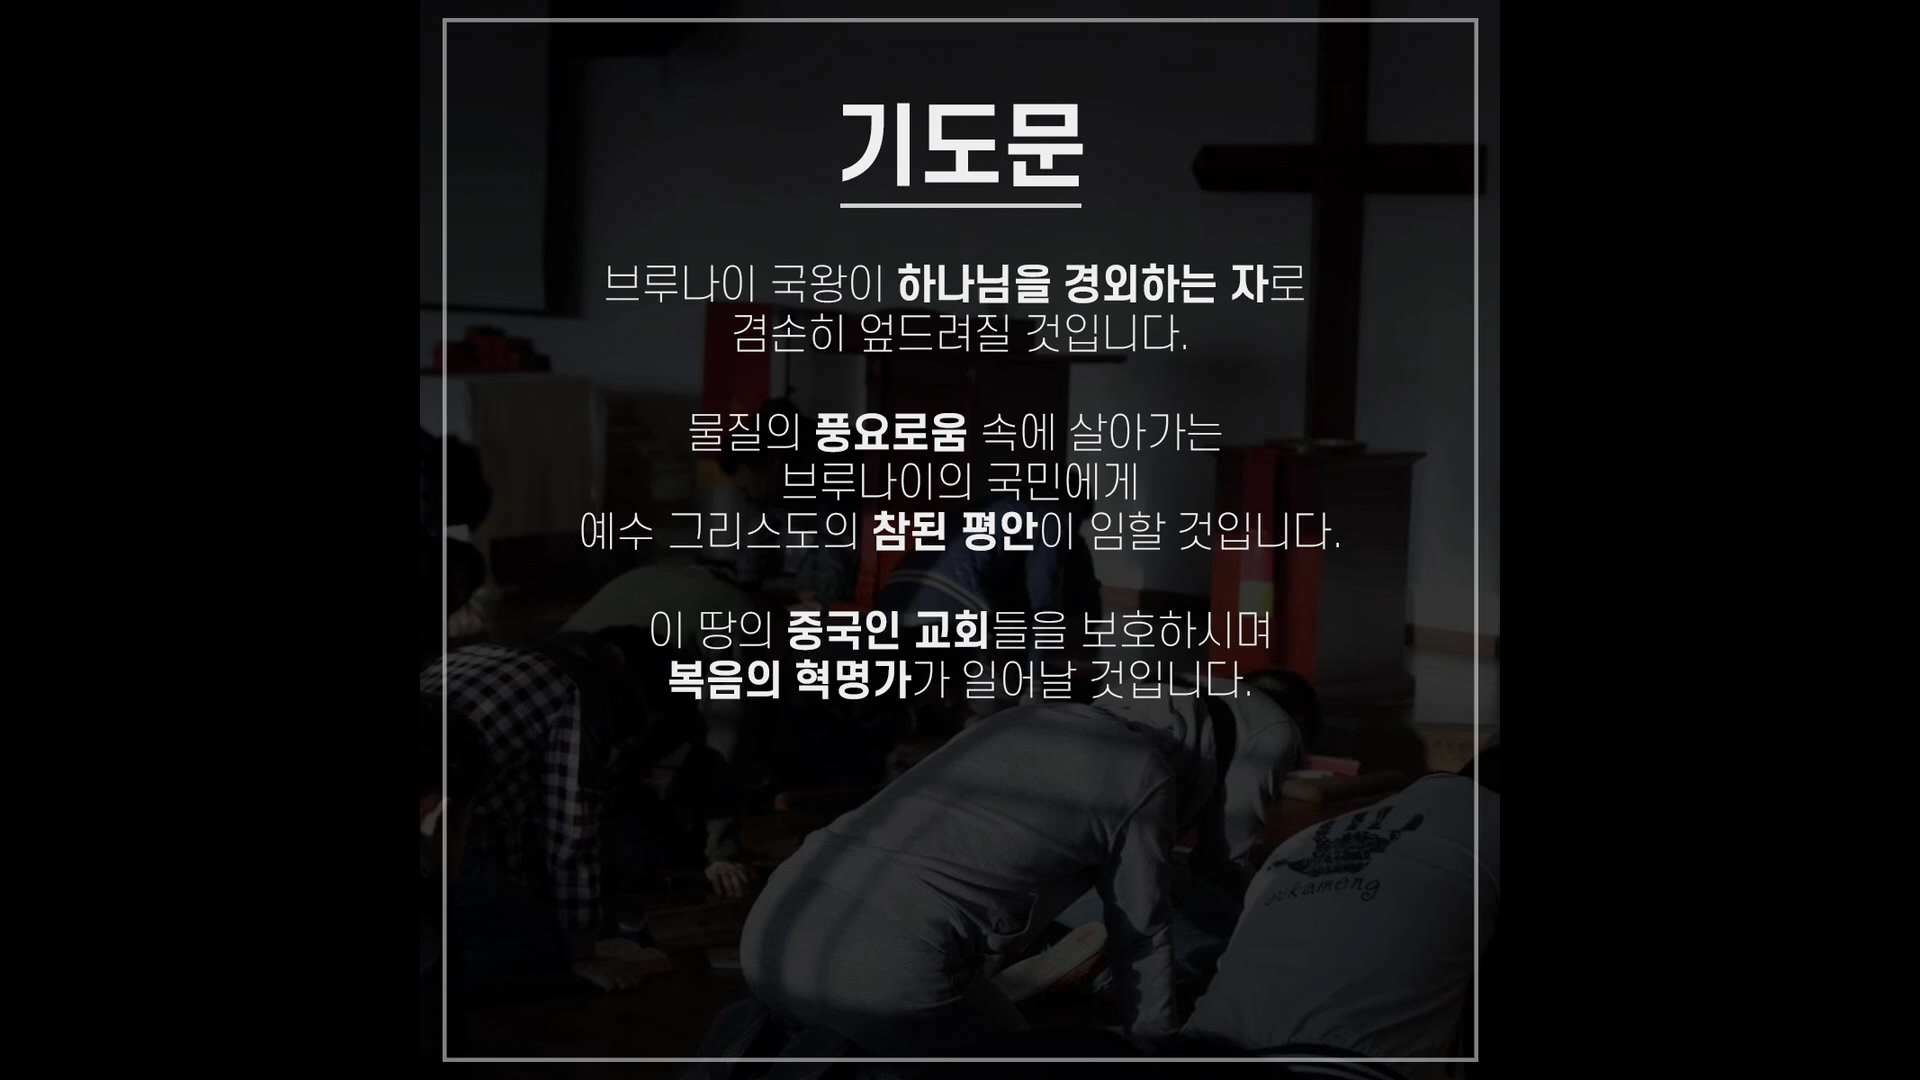 기도문
브루나이 국왕이 하나님을 경외하는 자로
겸손히 엎드려질 것입니다.
물질의 풍요로움 속에 살아가는
브루나이의 국민에게
예수 그리스도의 참된 평안이 임할 것입니다.
이 땅의 중국인 교회들을 보호하시며
복음의 혁명가가 일어날 것입니다.